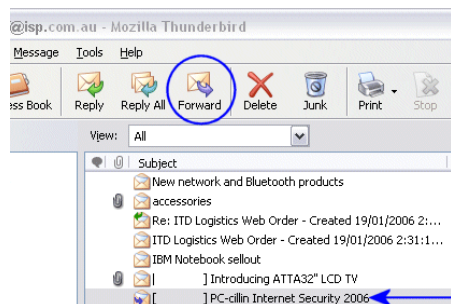 @isp.com.au - Mozilla Thunderbird
Message Tools Help
ess Book Reply Reply All Forward Delete Junk Print Stop
View: All
Subject
New network and Bluetooth products
accessories
Re: ITD Logistics Web Order - Created 19/01/2006 2:...
ITD Logistics Web Order - Created 19/01/2006 2:31:1...
IBM Notebook sellout
[ ] Introducing ATTA32" LCD TV
[ ] PC-cillin Internet Security 2006